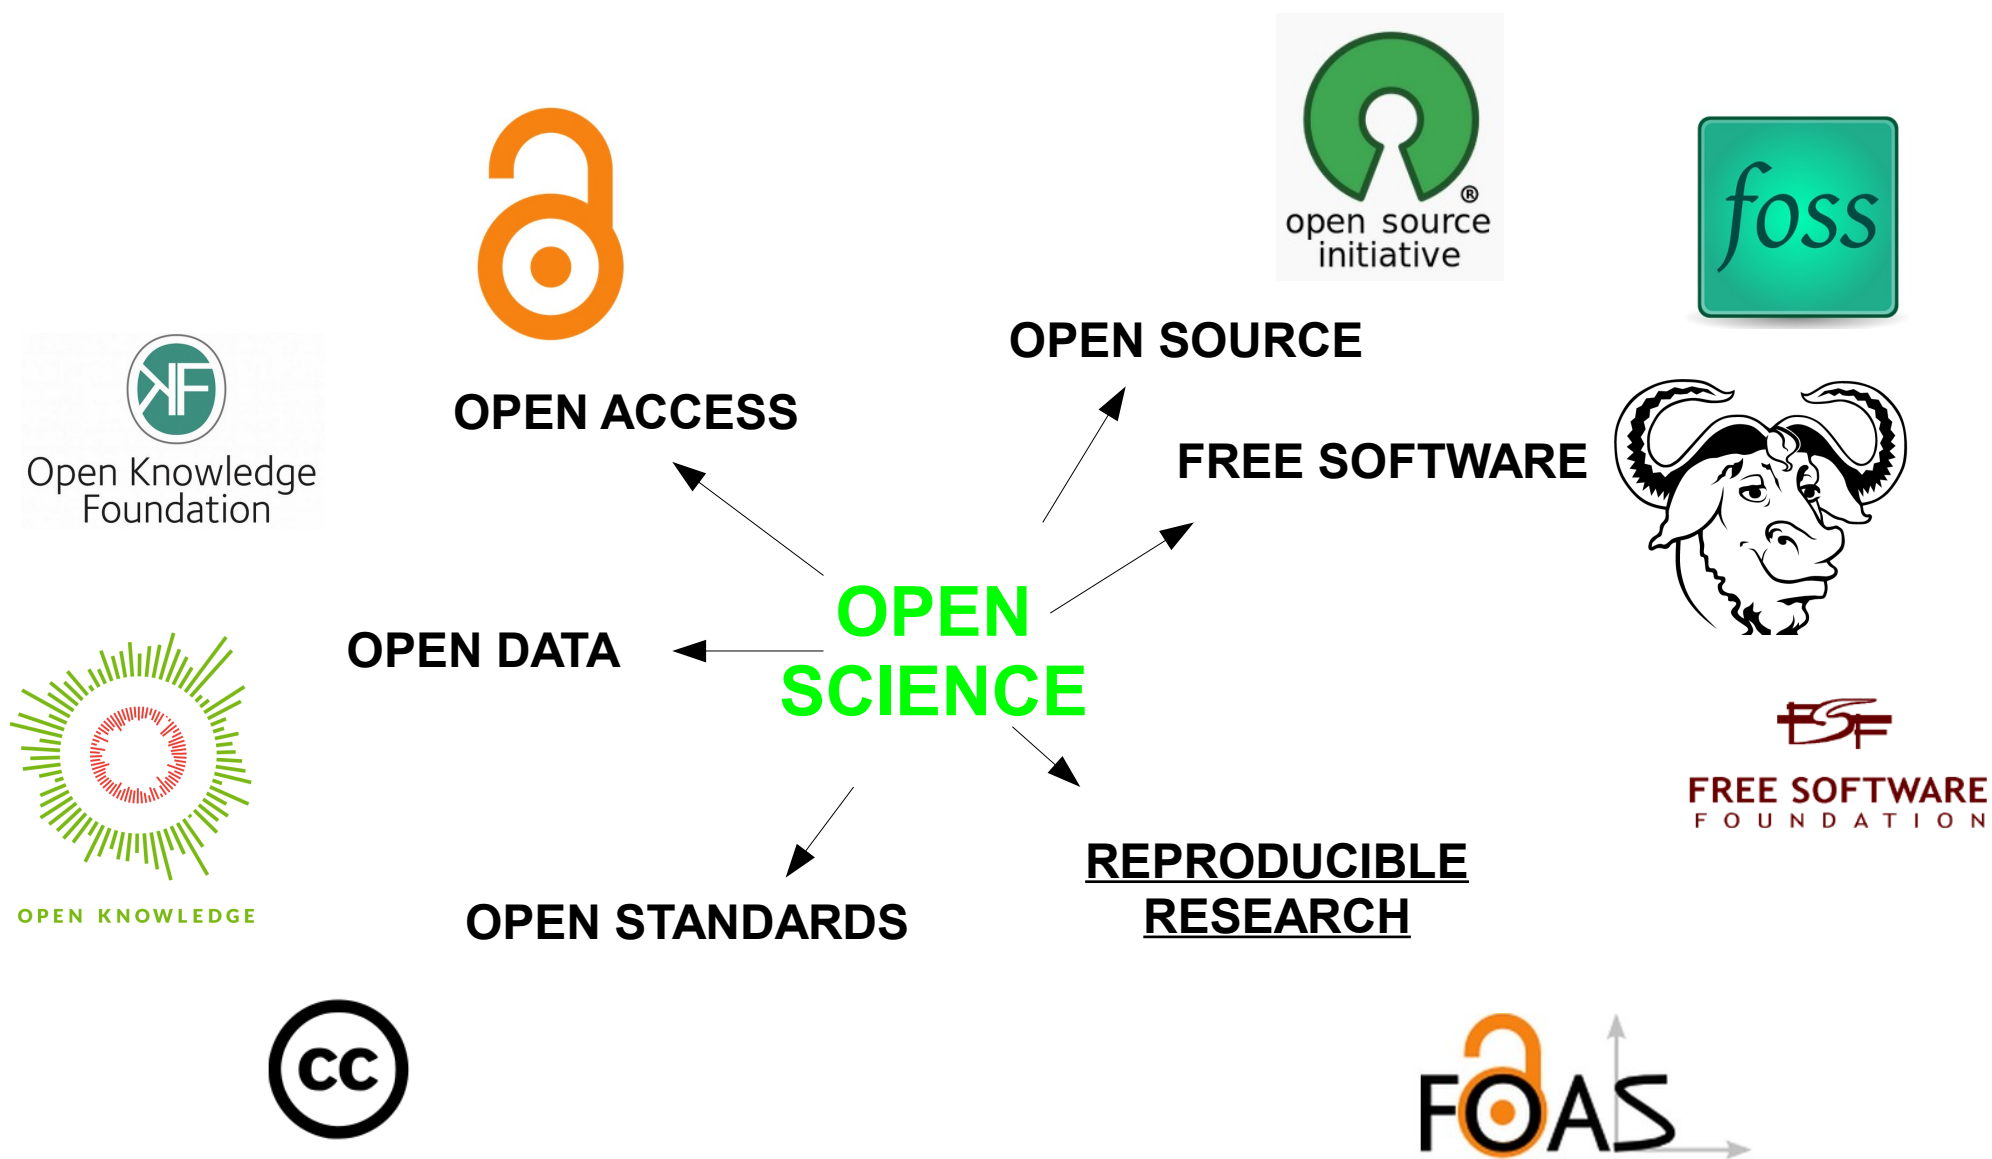 ®
open source
initiative
foss
OPEN SOURCE
KF
Open Knowledge
Foundation
OPEN ACCESS
FREE SOFTWARE
OPEN
SCIENCE
OPEN DATA
FSF
FREE SOFTWARE
FOUNDATION
REPRODUCIBLE
RESEARCH
OPEN KNOWLEDGE
OPEN STANDARDS
cc
FOAS